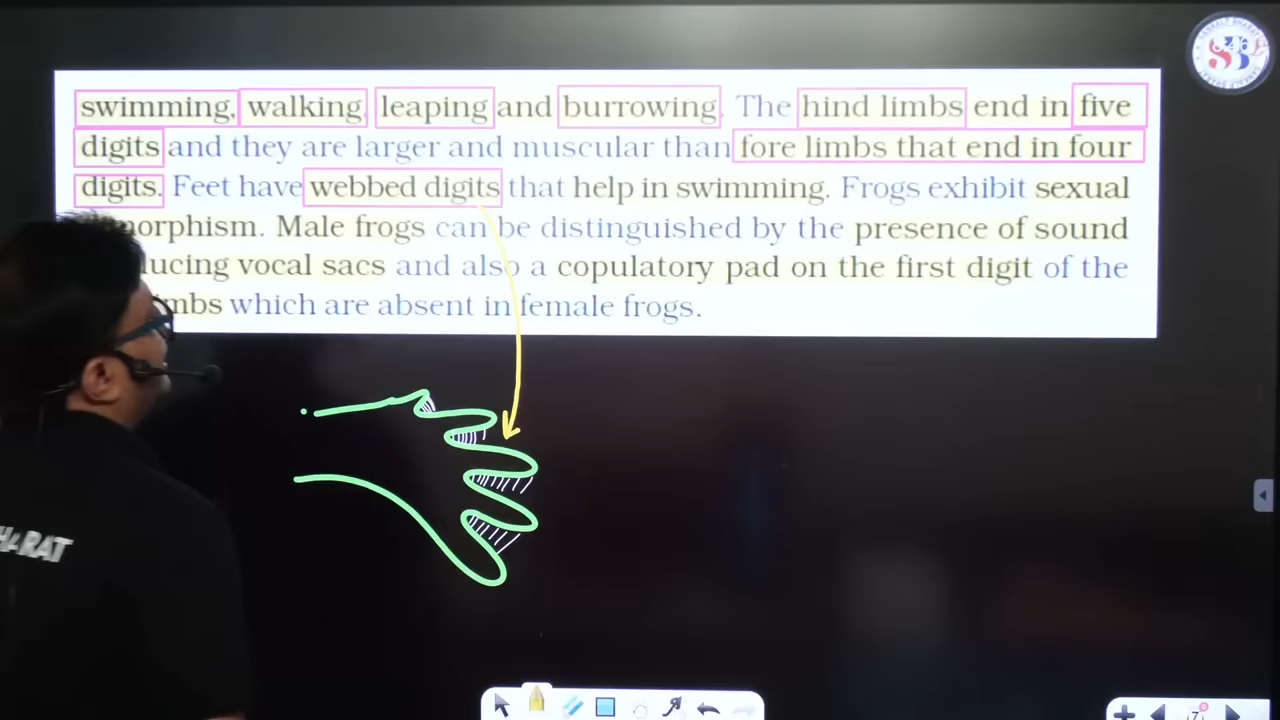 swimming, walking, leaping and burrowing. The hind limbs end in five
digits and they are larger and muscular than fore limbs that end in four
digits. Feet have webbed digits that help in swimming. Frogs exhibit sexual
morphism. Male frogs can be distinguished by the presence of sound
ucing vocal sacs and also a copulatory pad on the first digit of the
mbs which are absent in female frogs.
HARAT
7